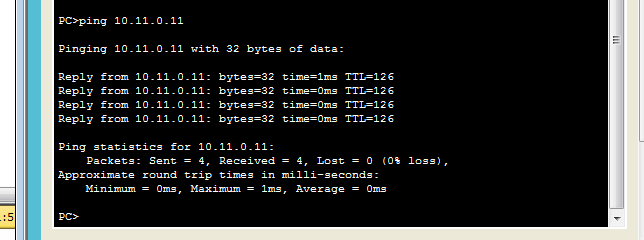 PC>ping 10.11.0.11
Pinging 10.11.0.11 with 32 bytes of data:
Reply from 10.11.0.11: bytes=32 time=1ms TTL=126
Reply from 10.11.0.11: bytes=32 time=0ms TTL=126
Reply from 10.11.0.11: bytes=32 time=0ms TTL=126
Reply from 10.11.0.11: bytes=32 time=0ms TTL=126
Ping statistics for 10.11.0.11:
    Packets: Sent = 4, Received = 4, Lost = 0 (0% loss),
Approximate round trip times in milli-seconds:
    Minimum = 0ms, Maximum = 1ms, Average = 0ms
PC>
:5